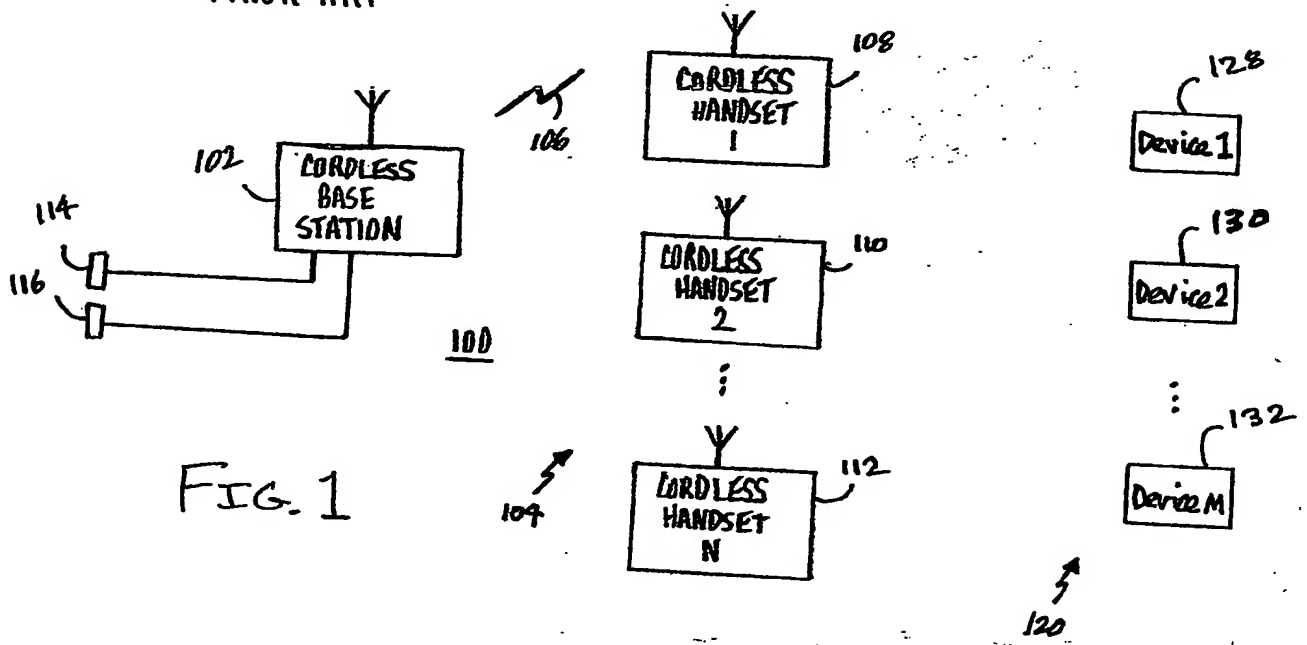 108
CORDLESS
HANDSET
1
128
Device 1
106
102
CORDLESS
BASE
STATION
114
116
110
CORDLESS
HANDSET
2
130
Device 2
100
132
112
CORDLESS
HANDSET
N
Device M
FIG. 1
104
120